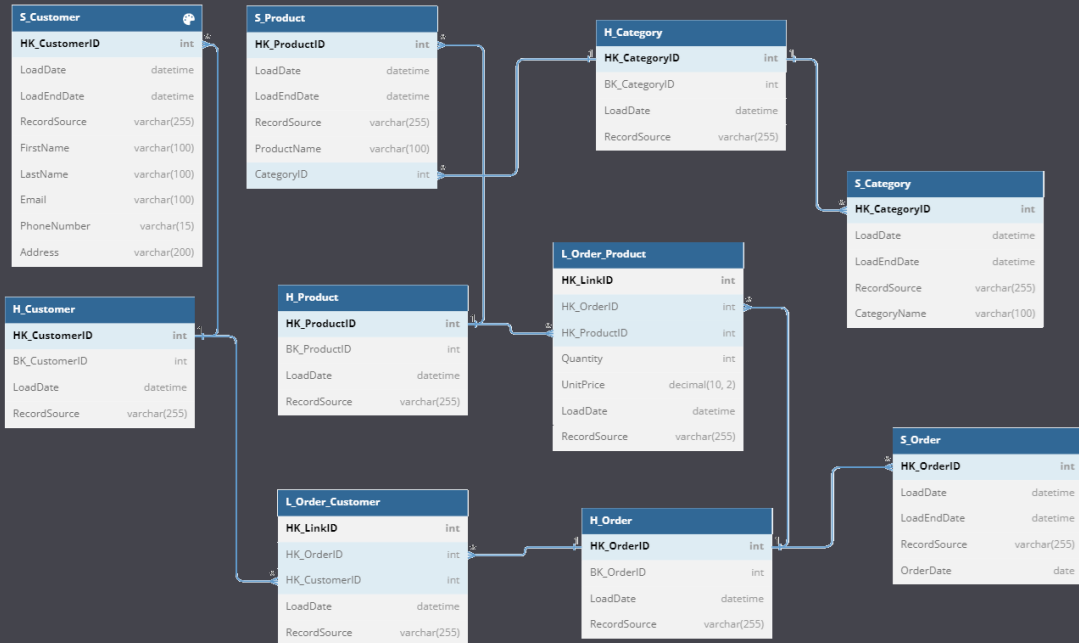 S_Customer
HK_CustomerID int
LoadDate datetime
LoadEndDate datetime
RecordSource varchar(255)
FirstName varchar(100)
LastName varchar(100)
Email varchar(100)
PhoneNumber varchar(15)
Address varchar(200)
S_Product
HK_ProductID int
LoadDate datetime
LoadEndDate datetime
RecordSource varchar(255)
ProductName varchar(100)
CategoryID int
H_Category
HK_CategoryID int
BK_CategoryID int
LoadDate datetime
RecordSource varchar(255)
S_Category
HK_CategoryID int
LoadDate datetime
LoadEndDate datetime
RecordSource varchar(255)
CategoryName varchar(100)
H_Customer
HK_CustomerID int
BK_CustomerID int
LoadDate datetime
RecordSource varchar(255)
H_Product
HK_ProductID int
BK_ProductID int
LoadDate datetime
RecordSource varchar(255)
L_Order_Product
HK_LinkID int
HK_OrderID int
HK_ProductID int
Quantity int
UnitPrice decimal(10, 2)
LoadDate datetime
RecordSource varchar(255)
L_Order_Customer
HK_LinkID int
HK_OrderID int
HK_CustomerID int
LoadDate datetime
RecordSource varchar(255)
H_Order
HK_OrderID int
BK_OrderID int
LoadDate datetime
RecordSource varchar(255)
S_Order
HK_OrderID int
LoadDate datetime
LoadEndDate datetime
RecordSource varchar(255)
OrderDate date